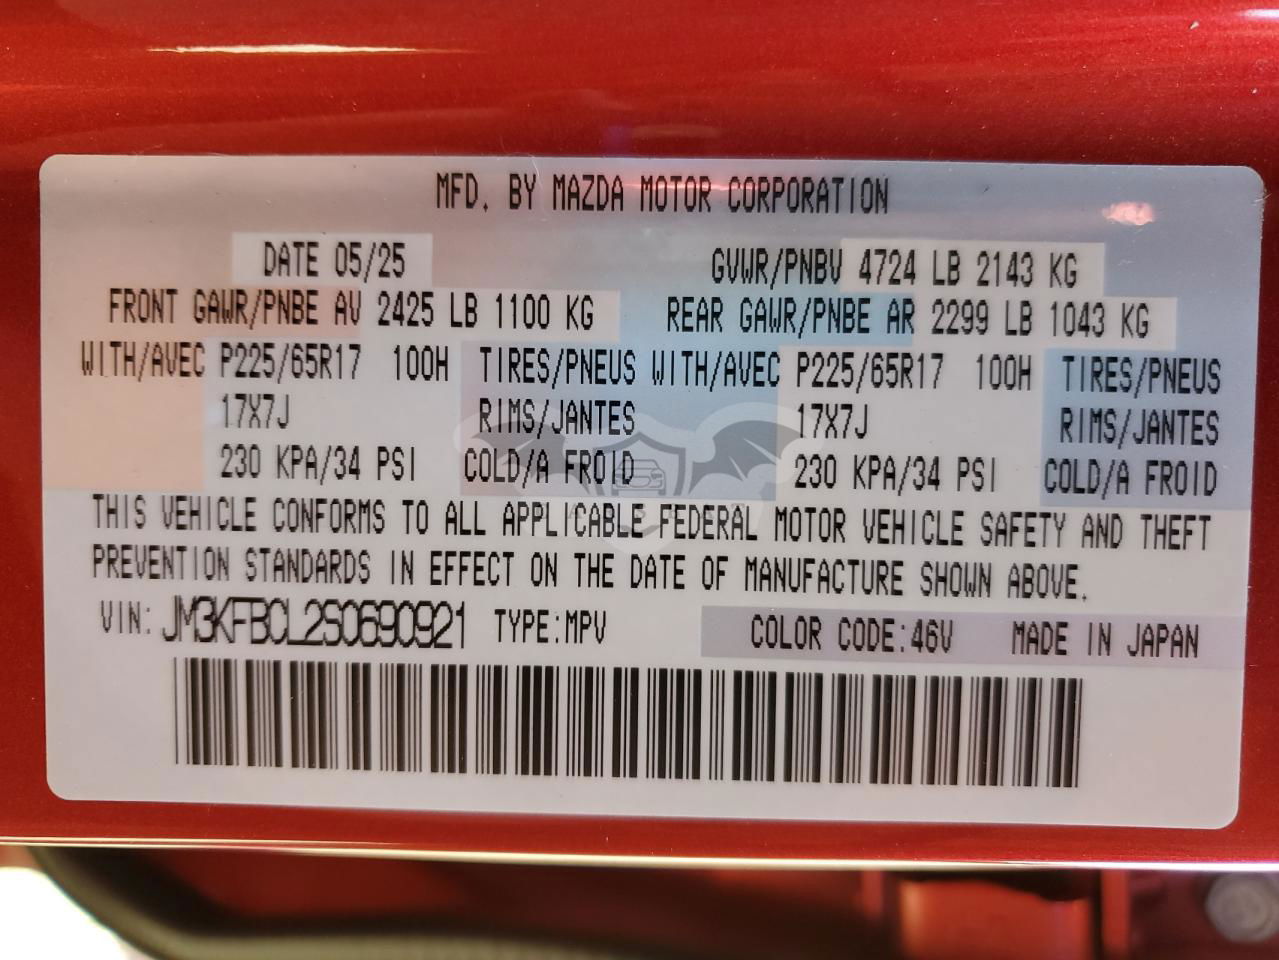 MFD. BY MAZDA MOTOR CORPORATION
DATE 05/25 GVWR/PNBV 4724 LB 2143 KG
FRONT GAWR/PNBE AV 2425 LB 1100 KG REAR GAWR/PNBE AR 2299 LB 1043 KG
WITH/AVEC P225/65R17 100H TIRES/PNEUS WITH/AVEC P225/65R17 100H TIRES/PNEUS
17X7J RIMS/JANTES 17X7J RIMS/JANTES
230 KPA/34 PSI COLD/A FROID 230 KPA/34 PSI COLD/A FROID
THIS VEHICLE CONFORMS TO ALL APPLICABLE FEDERAL MOTOR VEHICLE SAFETY AND THEFT
PREVENTION STANDARDS IN EFFECT ON THE DATE OF MANUFACTURE SHOWN ABOVE.
VIN: JM3KFBCL2S0690921 TYPE:MPV COLOR CODE:46V MADE IN JAPAN